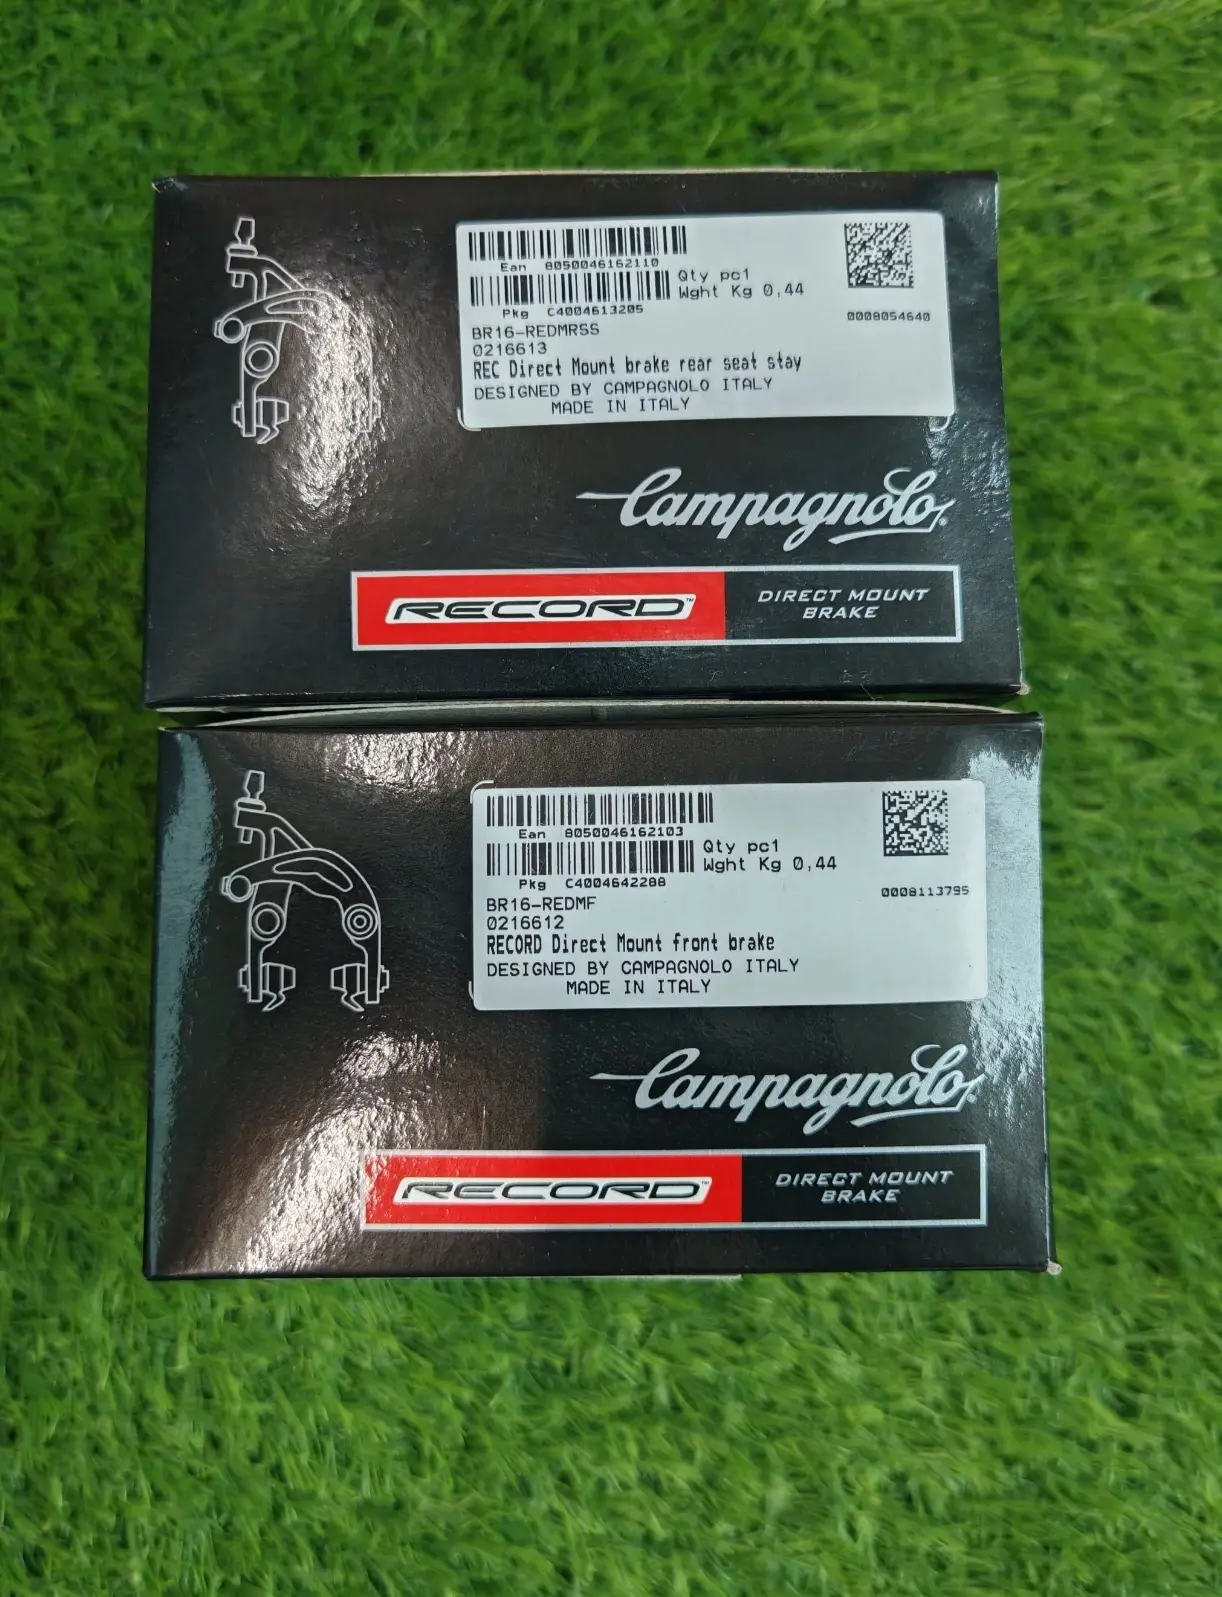 Ean 8050046162110
Qty pc1
Pkg C4004613205
Wght Kg 0,44
0008054640
BR16-REDMRSS
0216613
REC Direct Mount brake rear seat stay
DESIGNED BY CAMPAGNOLO ITALY
MADE IN ITALY
Campagnolo
RECORD™
DIRECT MOUNT
BRAKE
Ean 8050046162103
Qty pc1
Pkg C4004642288
Wght Kg 0,44
0008113795
BR16-REDMF
0216612
RECORD Direct Mount front brake
DESIGNED BY CAMPAGNOLO ITALY
MADE IN ITALY
Campagnolo
RECORD™
DIRECT MOUNT
BRAKE